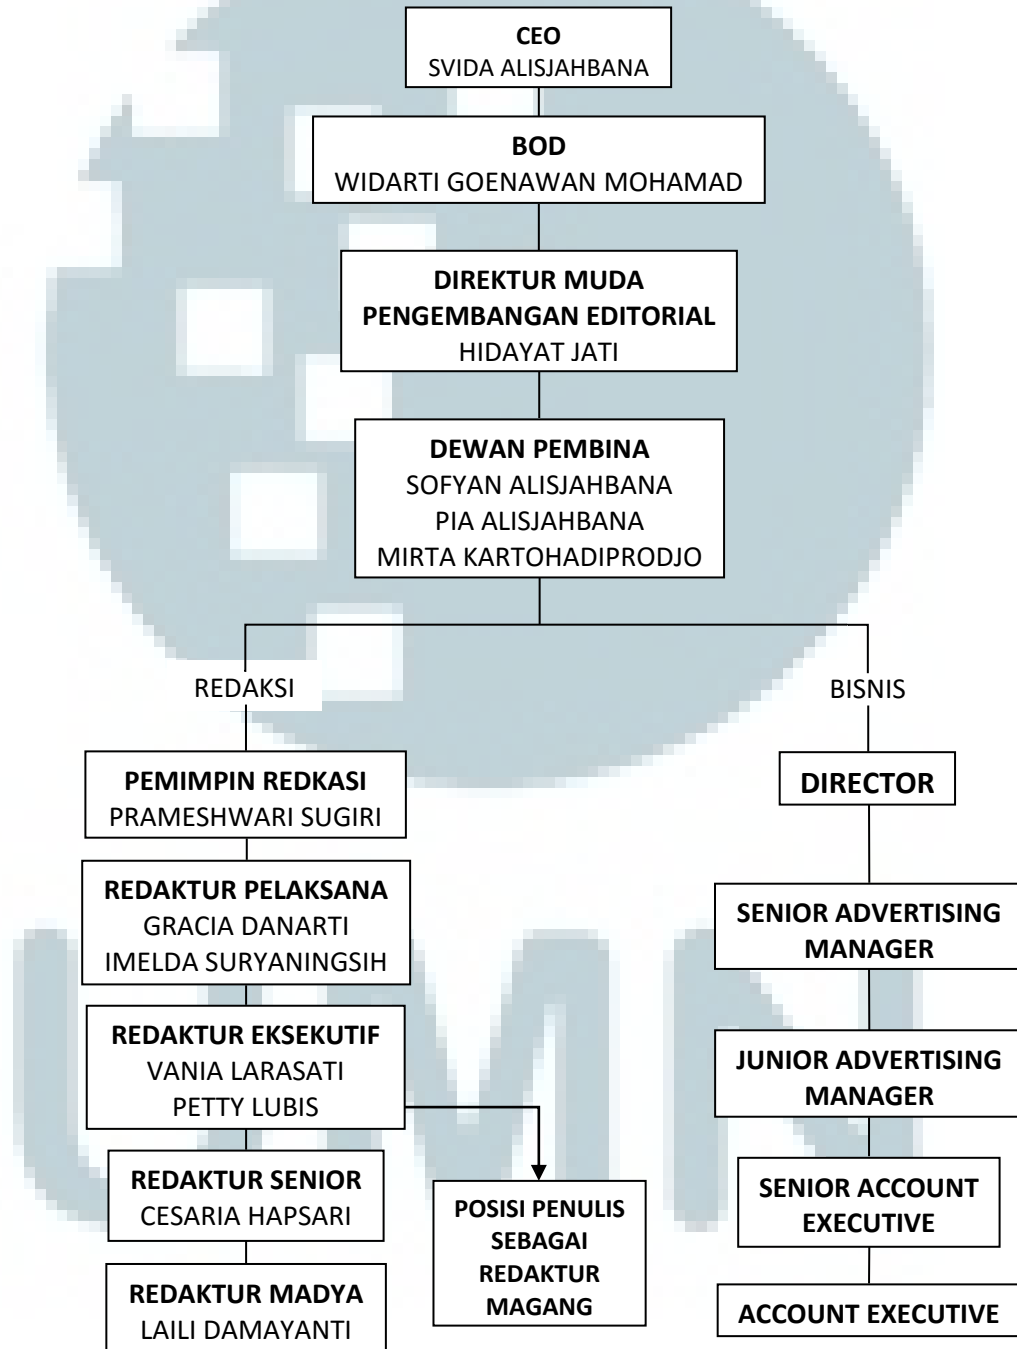 CEO
SVIDA ALISJAHBANA
BOD
WIDARTI GOENAWAN MOHAMAD
DIREKTUR MUDA
PENGEMBANGAN EDITORIAL
HIDAYAT JATI
DEWAN PEMBINA
SOFYAN ALISJAHBANA
PIA ALISJAHBANA
MIRTA KARTOHADIPRODJO
REDAKSI
PEMIMPIN REDKASI
PRAMESHWARI SUGIRI
REDAKTUR PELAKSANA
GRACIA DANARTI
IMELDA SURYANINGSIH
REDAKTUR EKSEKUTIF
VANIA LARASATI
PETTY LUBIS
REDAKTUR SENIOR
CESARIA HAPSARI
REDAKTUR MADYA
LAILI DAMAYANTI
POSISI PENULIS
SEBAGAI
REDAKTUR
MAGANG
BISNIS
DIRECTOR
SENIOR ADVERTISING
MANAGER
JUNIOR ADVERTISING
MANAGER
SENIOR ACCOUNT
EXECUTIVE
ACCOUNT EXECUTIVE
UMN